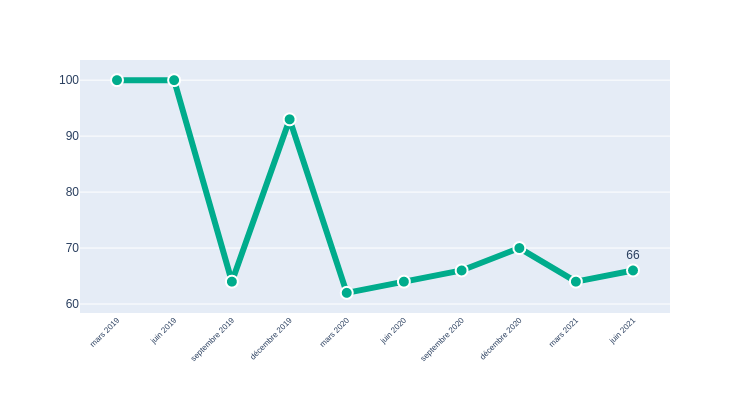 100
90
80
70
60
66
mars 2019
juin 2019
septembre 2019
décembre 2019
mars 2020
juin 2020
septembre 2020
décembre 2020
mars 2021
juin 2021